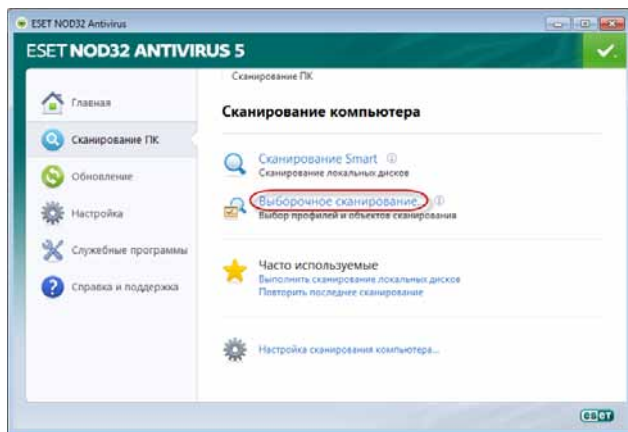 ESET NOD32 Antivirus
ESET NOD32 ANTIVIRUS 5
Сканирование ПК
Главная
Сканирование ПК
Обновление
Настройка
Служебные программы
Справка и поддержка
Сканирование компьютера
Сканирование Smart
Сканирование локальных дисков
Выборочное сканирование...
Выбор профилей и объектов сканирования
Часто используемые
Выполнить сканирование локальных дисков
Повторить последнее сканирование
Настройка сканирования компьютера...
eset